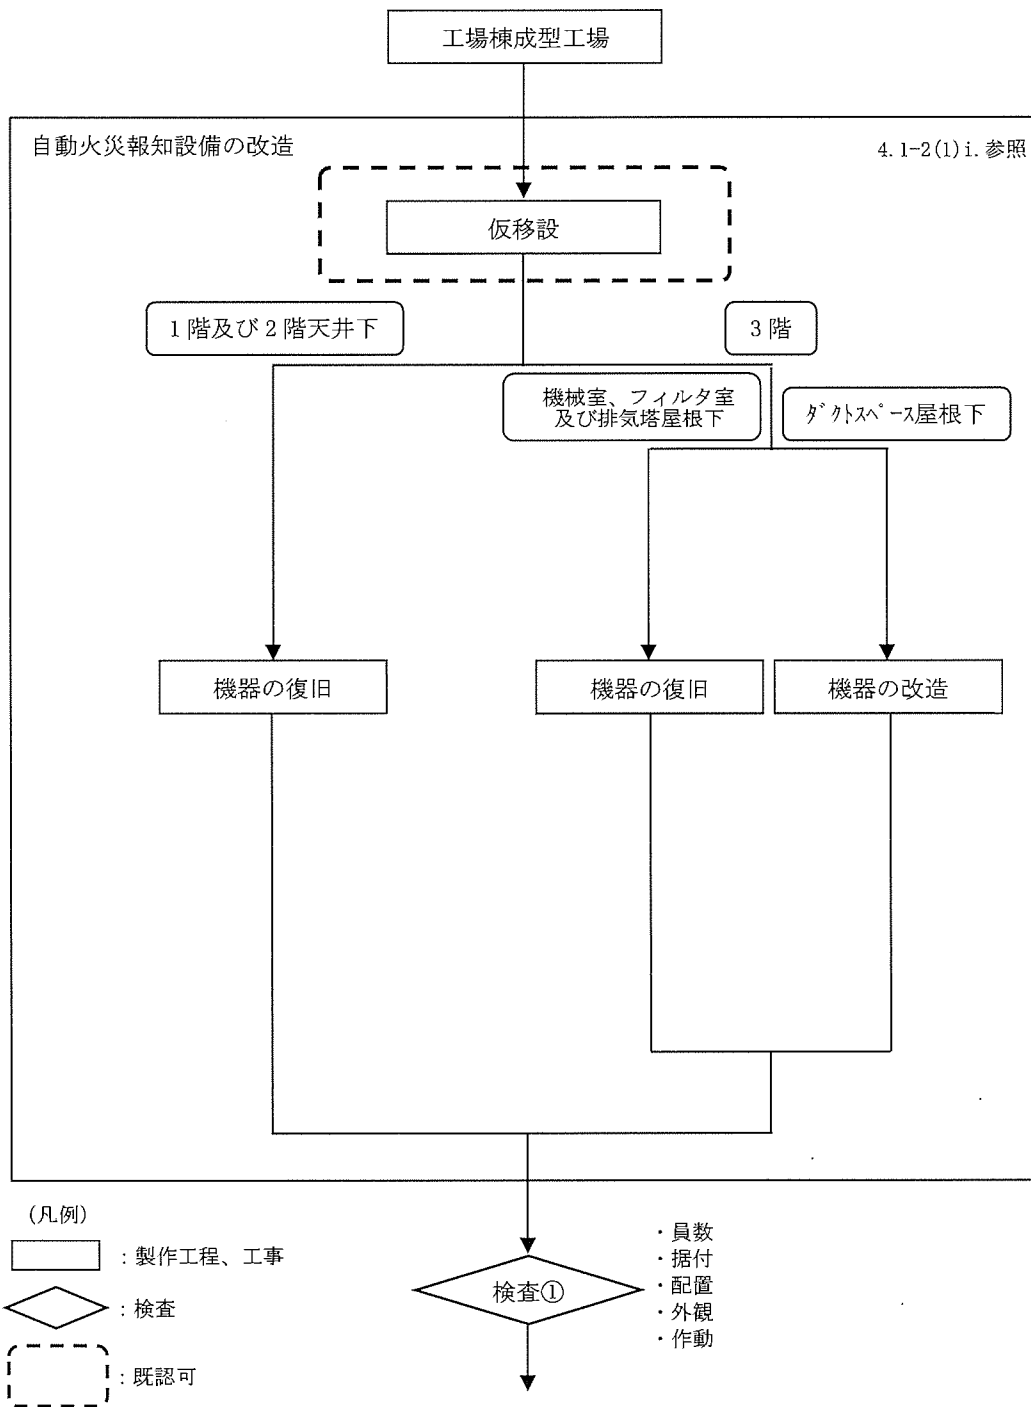 工場棟成型工場
自動火災報知設備の改造
4.1-2(1)i.参照
仮移設
1階及び2階天井下
3階
機械室、フィルタ室
及び排気塔屋根下
ダクトスペース屋根下
機器の復旧
機器の復旧
機器の改造
(凡例)
:製作工程、工事
:検査
:既認可
検査①
・員数
・据付
・配置
・外観
・作動